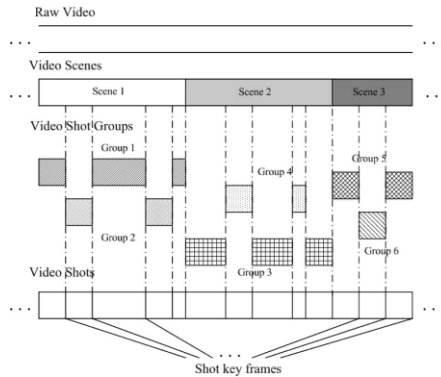 Raw Video
Video Scenes
Scene 1 Scene 2 Scene 3
Video Shot Groups
Group 1
Group 5
Group 4
Group 2
Group 6
Group 3
Video Shots
Shot key frames